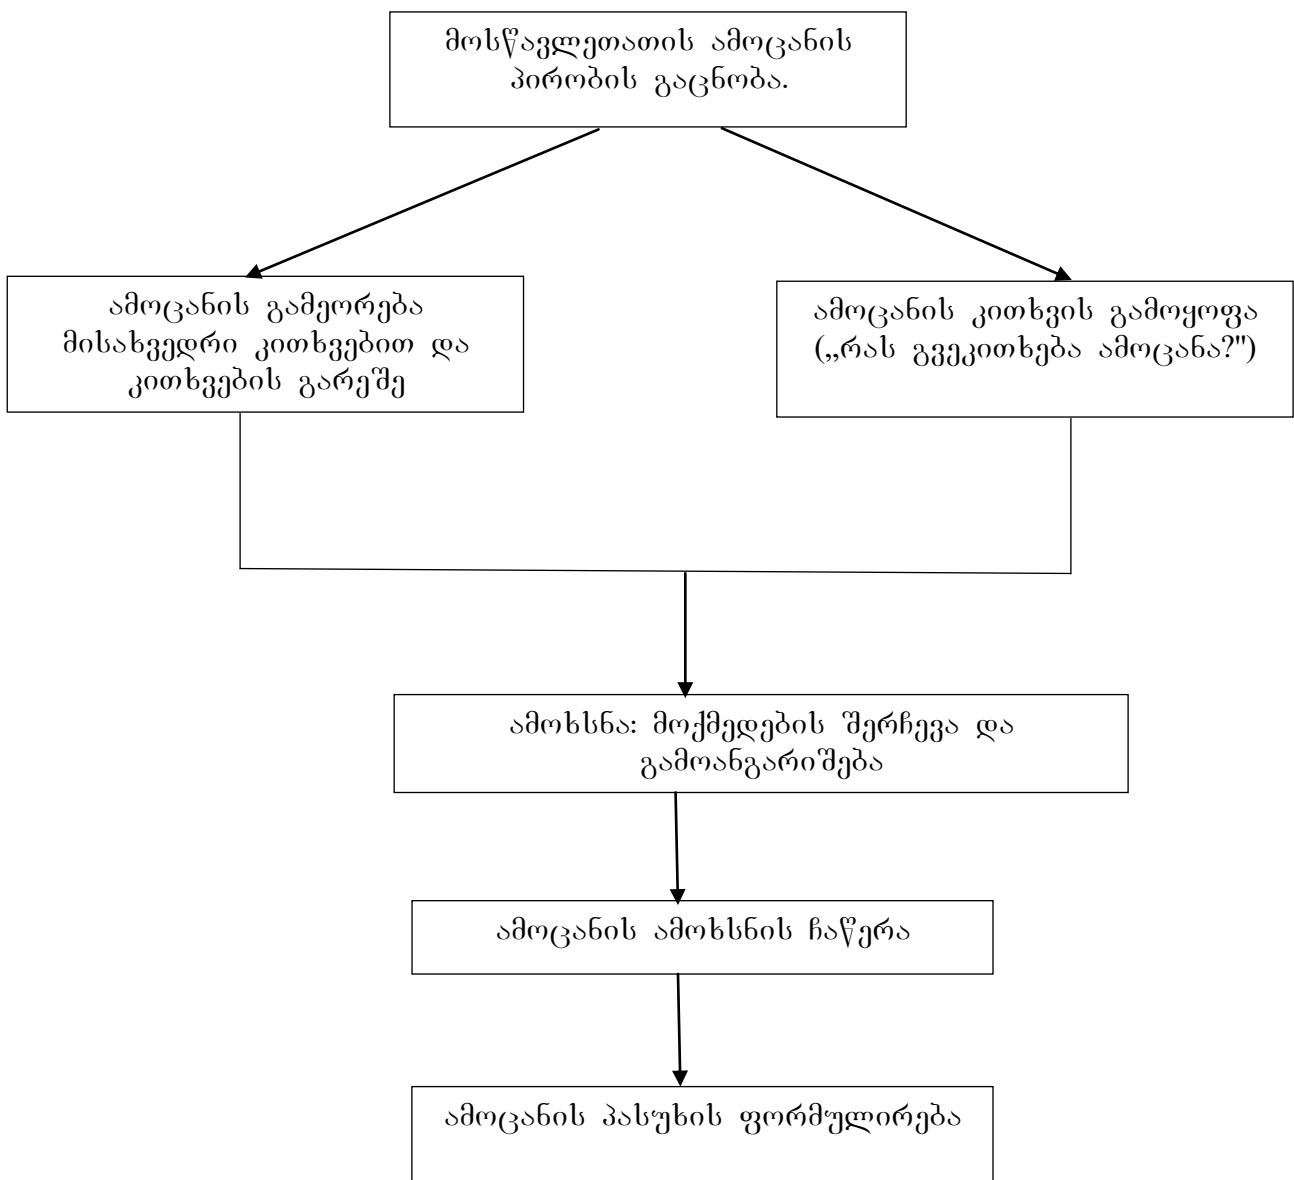 მოსწავლეთათის ამოცანის
პირობის გაცნობა.
ამოცანის გამეორება
მისახვედრი კითხვებით და
კითხვების გარეშე
ამოცანის კითხვის გამოყოფა
(„რას გვეკითხება ამოცანა?")
ამოხსნა: მოქმედების შერჩევა და
გამოანგარიშება
ამოცანის ამოხსნის ჩაწერა
ამოცანის პასუხის ფორმულირება